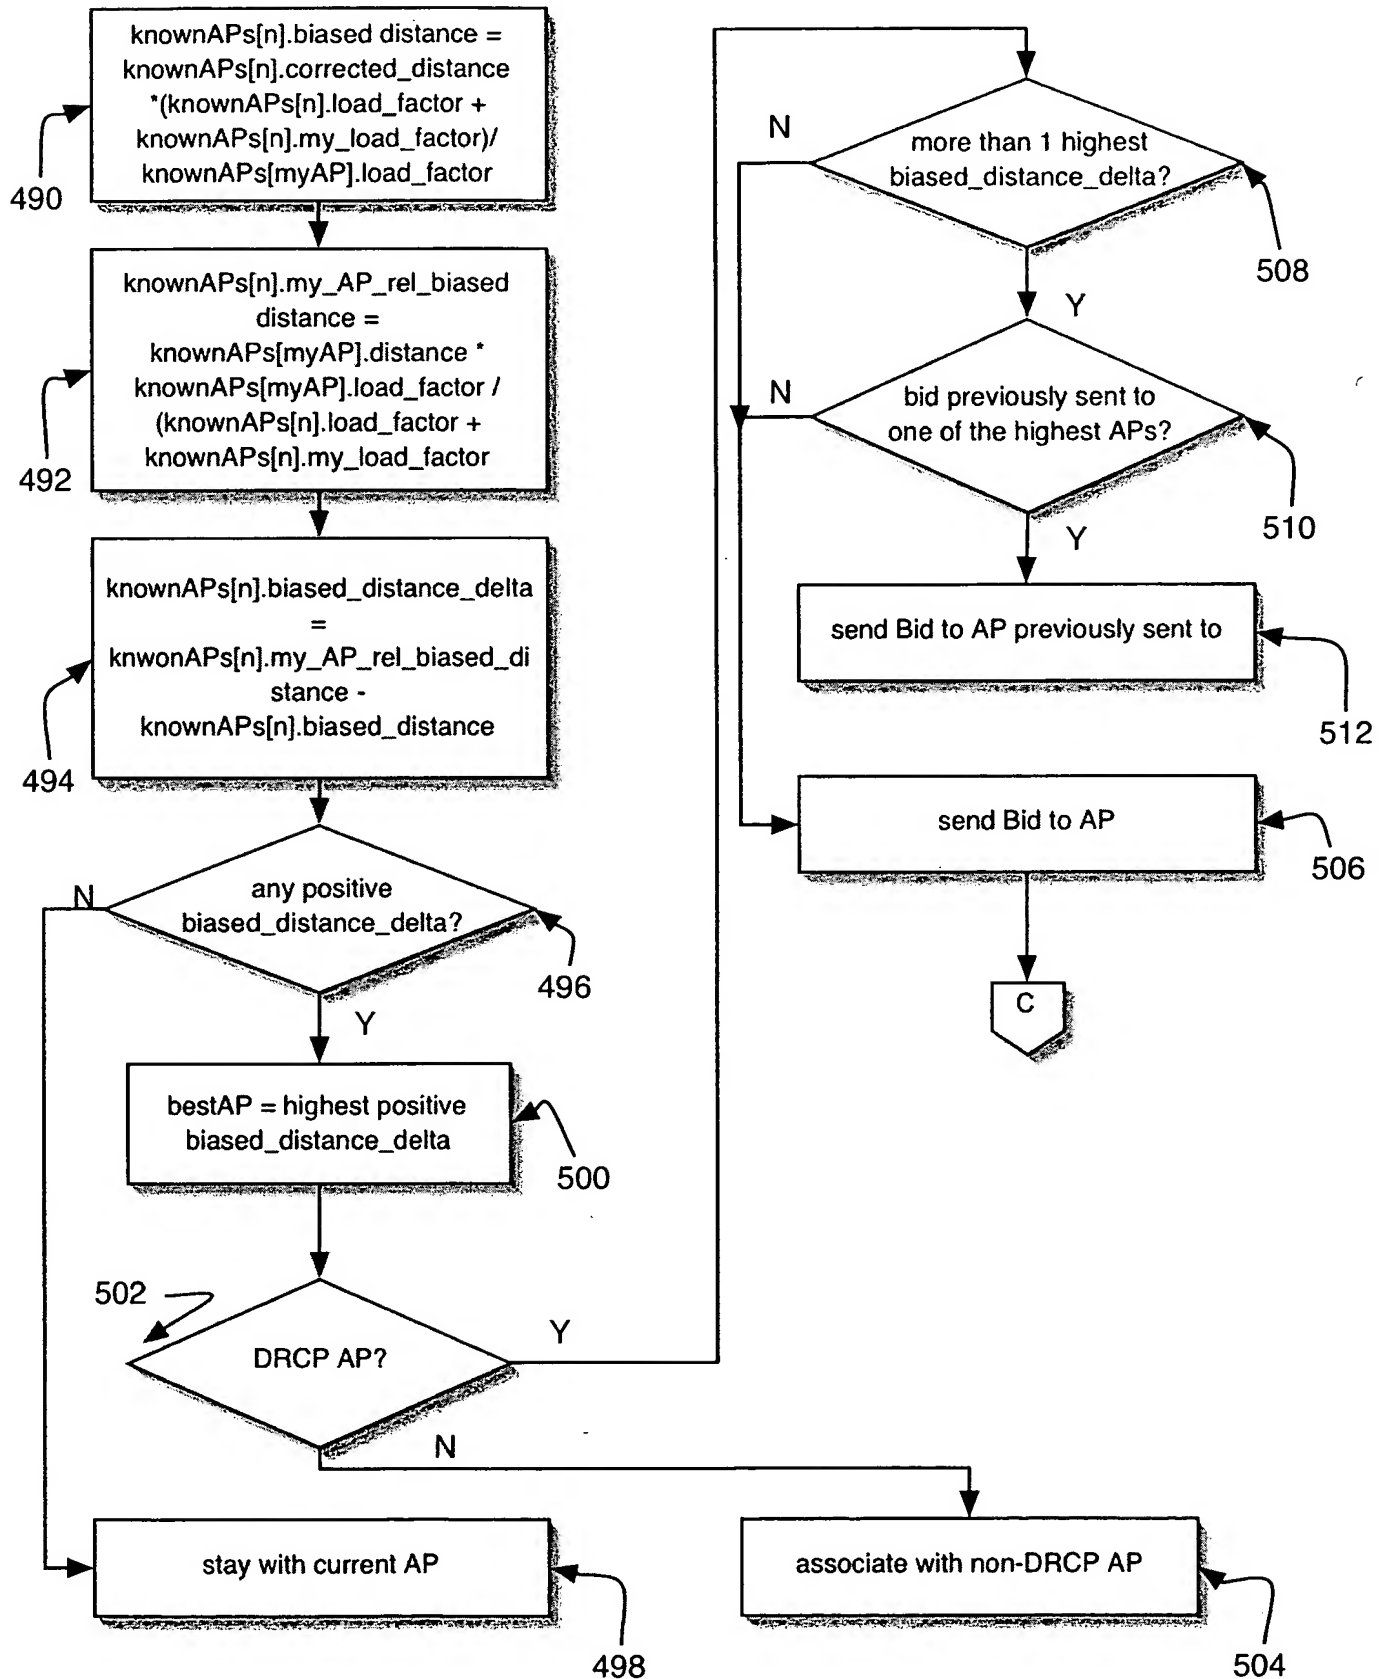 knownAPs[n].biased distance =
knownAPs[n].corrected_distance
*(knownAPs[n].load_factor +
knownAPs[n].my_load_factor)/
knownAPs[myAP].load_factor
490
knownAPs[n].my_AP_rel_biased
distance =
knownAPs[myAP].distance *
knownAPs[myAP].load_factor /
(knownAPs[n].load_factor +
knownAPs[n].my_load_factor
492
knownAPs[n].biased_distance_delta
=
knwonAPs[n].my_AP_rel_biased_di
stance -
knownAPs[n].biased_distance
494
any positive
biased_distance_delta?
N
496
Y
bestAP = highest positive
biased_distance_delta
500
502
DRCP AP?
Y
N
stay with current AP
498
associate with non-DRCP AP
504
more than 1 highest
biased_distance_delta?
N
508
Y
bid previously sent to
one of the highest APs?
N
510
Y
send Bid to AP previously sent to
512
send Bid to AP
506
C